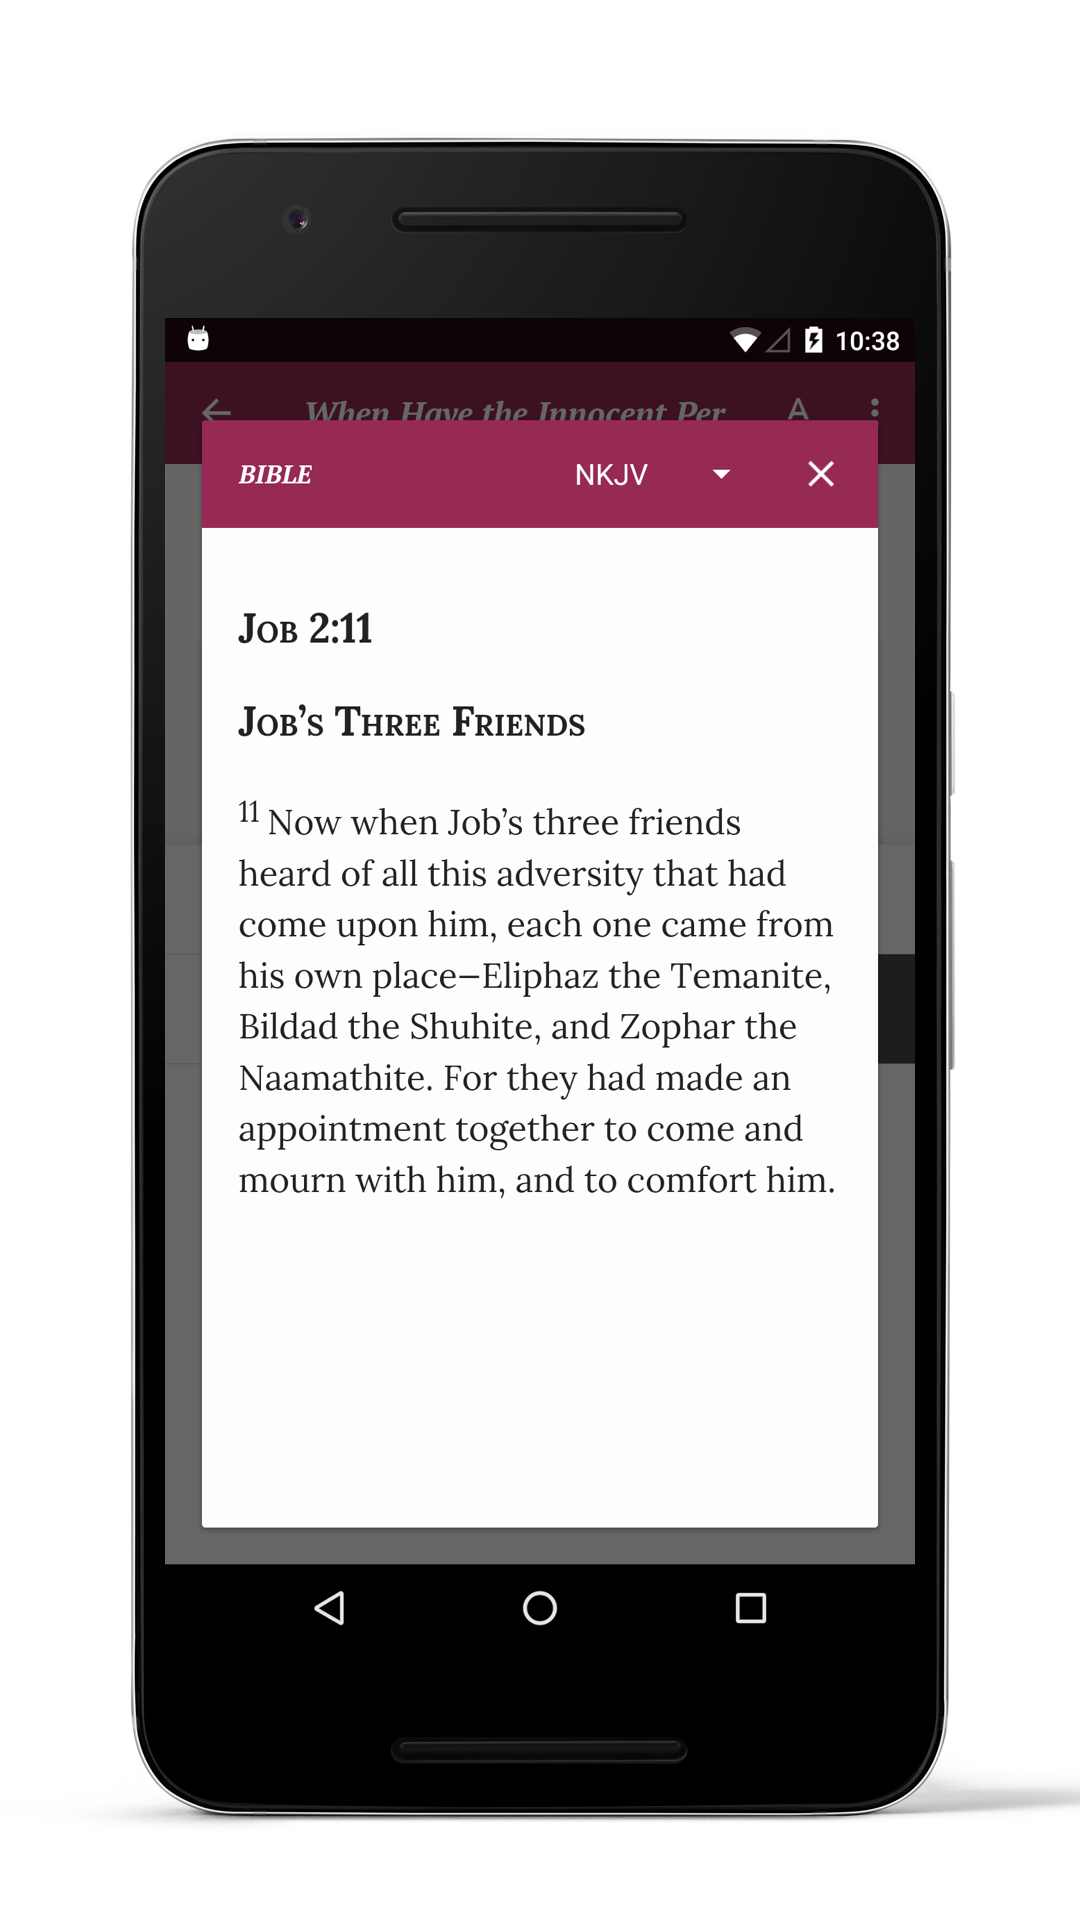 10:38
When Have the Innocent Per
A
BIBLE NKJV
Job 2:11
Job’s Three Friends
11 Now when Job’s three friends
heard of all this adversity that had
come upon him, each one came from
his own place—Eliphaz the Temanite,
Bildad the Shuhite, and Zophar the
Naamathite. For they had made an
appointment together to come and
mourn with him, and to comfort him.